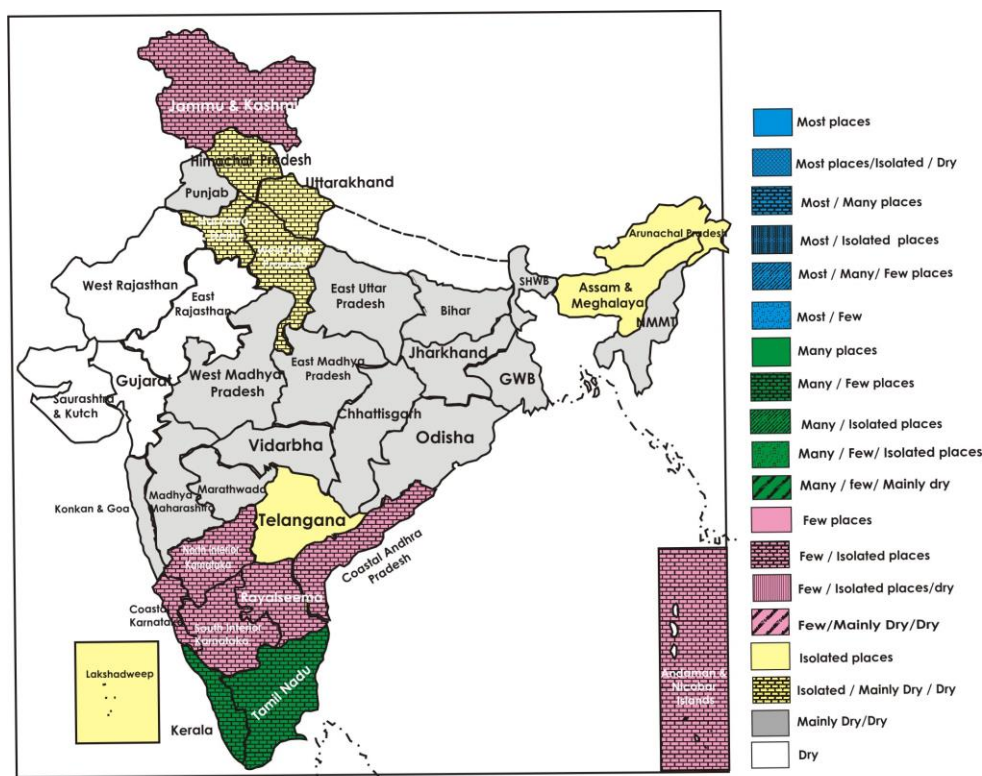 Jammu & Kashmir
Himachal Pradesh
Uttarakhand
Punjab
Arunachal Pradesh
West Rajasthan
East
Rajasthan
East Uttar
Pradesh
SHWB
Assam &
Meghalaya
Bihar
NMMT
Jharkhand
Gujarat
West Madhya
Pradesh
East Madhya
Pradesh
GWB
Saurashtra
& Kutch
Chhattisgarh
Odisha
Vidarbha
Marathwada
Madhya
Maharashtra
Konkan & Goa
Telangana
North Interior
Karnataka
Coastal Andhra
Pradesh
Rayalseema
Coastal
Karnataka
South Interior
Karnataka
Lakshadweep
Tamil Nadu
Kerala
Andaman &
Nicobar
Islands
Most places
Most places/Isolated / Dry
Most / Many places
Most / Isolated places
Most / Many/ Few places
Most / Few
Many places
Many / Few places
Many / Isolated places
Many / Few/ Isolated places
Many / few/ Mainly dry
Few places
Few / Isolated places
Few / Isolated places/dry
Few/Mainly Dry/Dry
Isolated places
Isolated / Mainly Dry / Dry
Mainly Dry/Dry
Dry